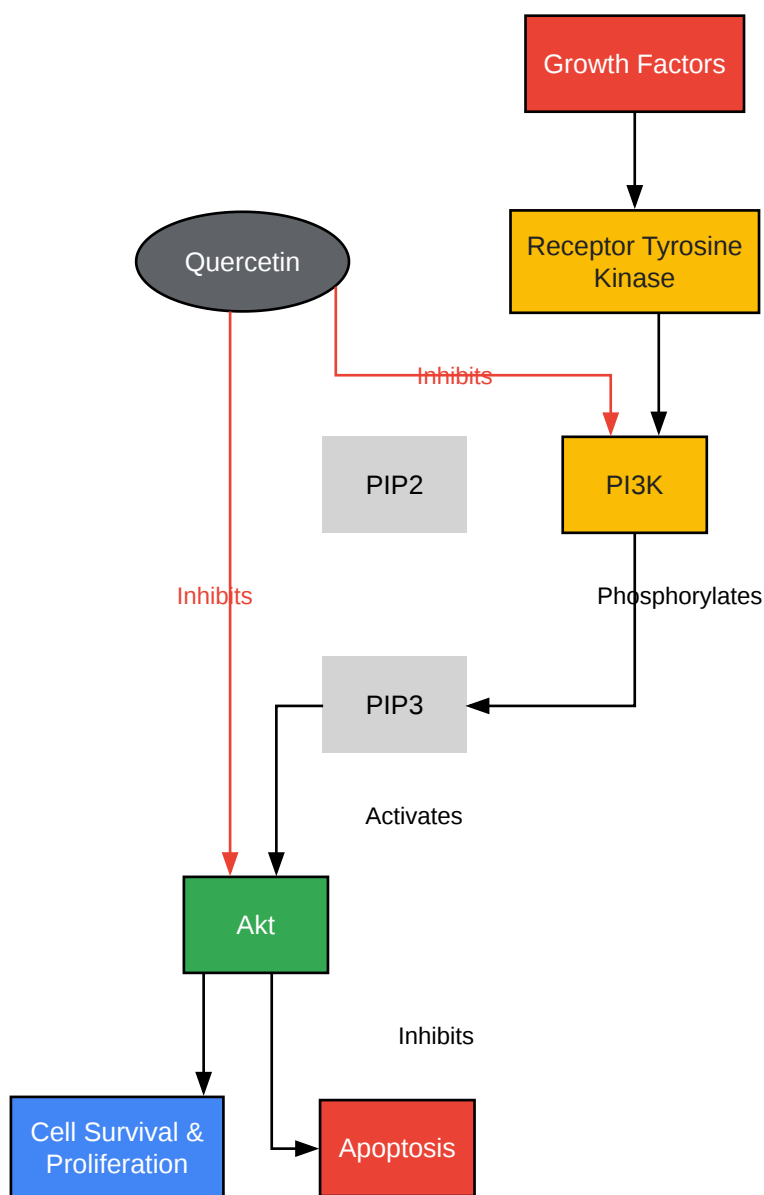 Growth Factors
Receptor Tyrosine
Kinase
Quercetin
Inhibits
PIP2
PI3K
Inhibits
Phosphorylates
PIP3
Activates
Akt
Inhibits
Cell Survival &
Proliferation
Apoptosis